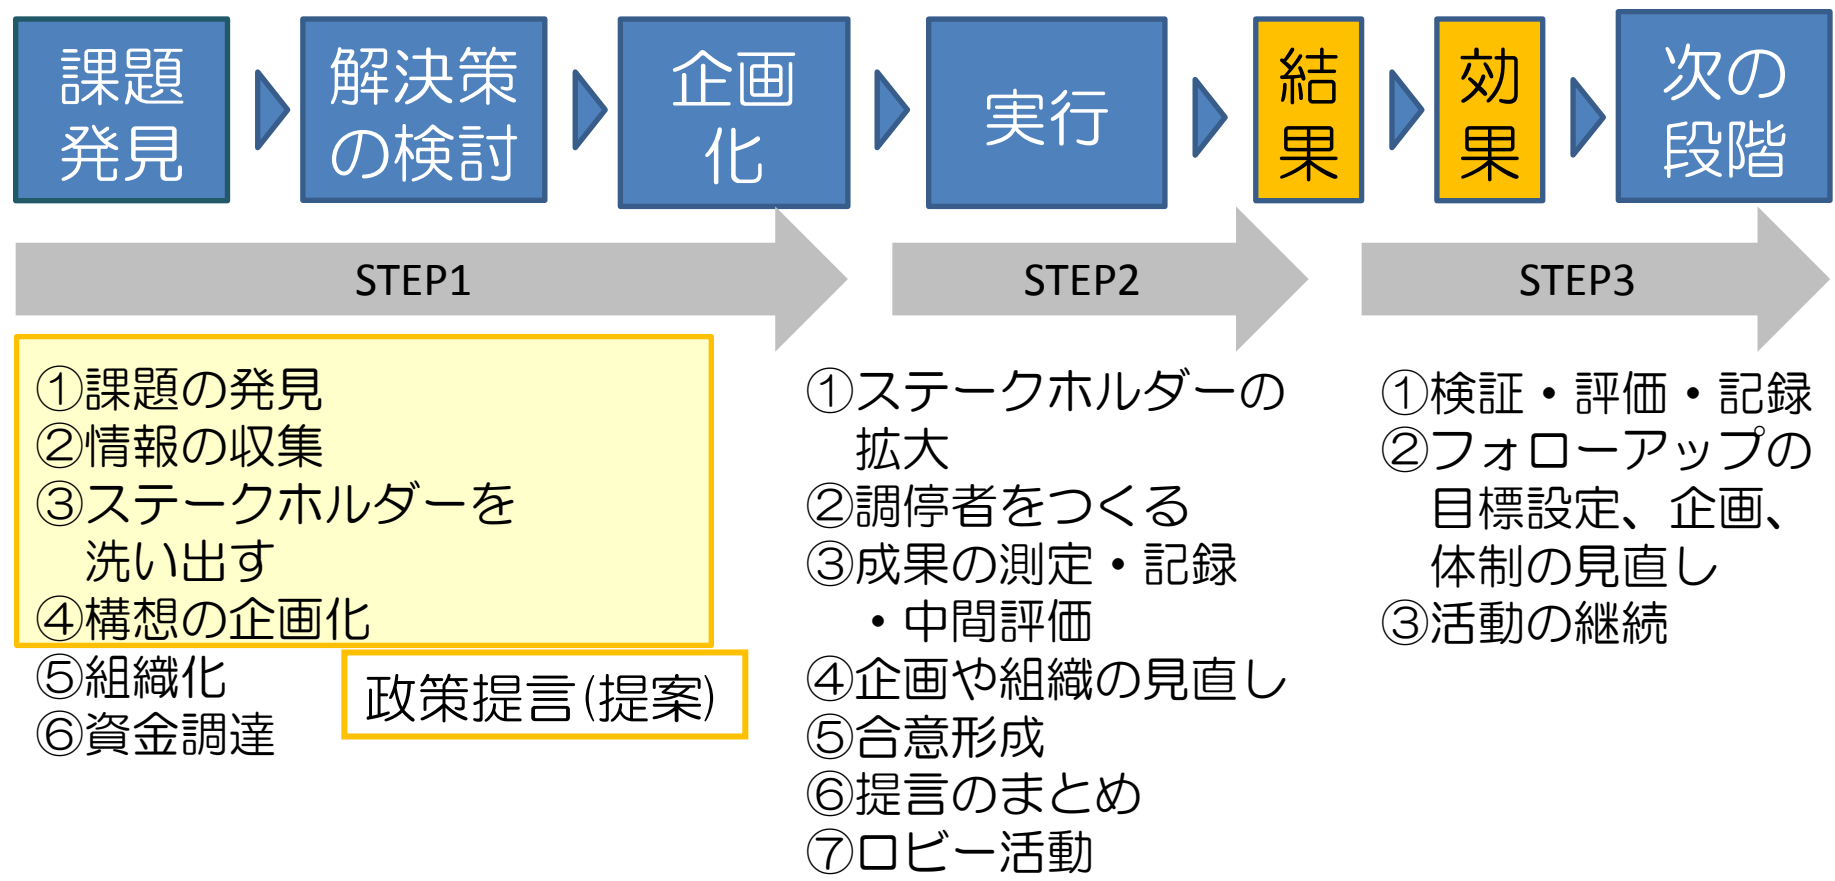 課題
発見
解決策
の検討
企画
化
実行
結
果
効
果
次の
段階
STEP1
STEP2
STEP3
①課題の発見
②情報の収集
③ステークホルダーを
洗い出す
④構想の企画化
⑤組織化
⑥資金調達
政策提言(提案)
①ステークホルダーの
拡大
②調停者をつくる
③成果の測定・記録
・中間評価
④企画や組織の見直し
⑤合意形成
⑥提言のまとめ
⑦ロビー活動
①検証・評価・記録
②フォローアップの
目標設定、企画、
体制の見直し
③活動の継続